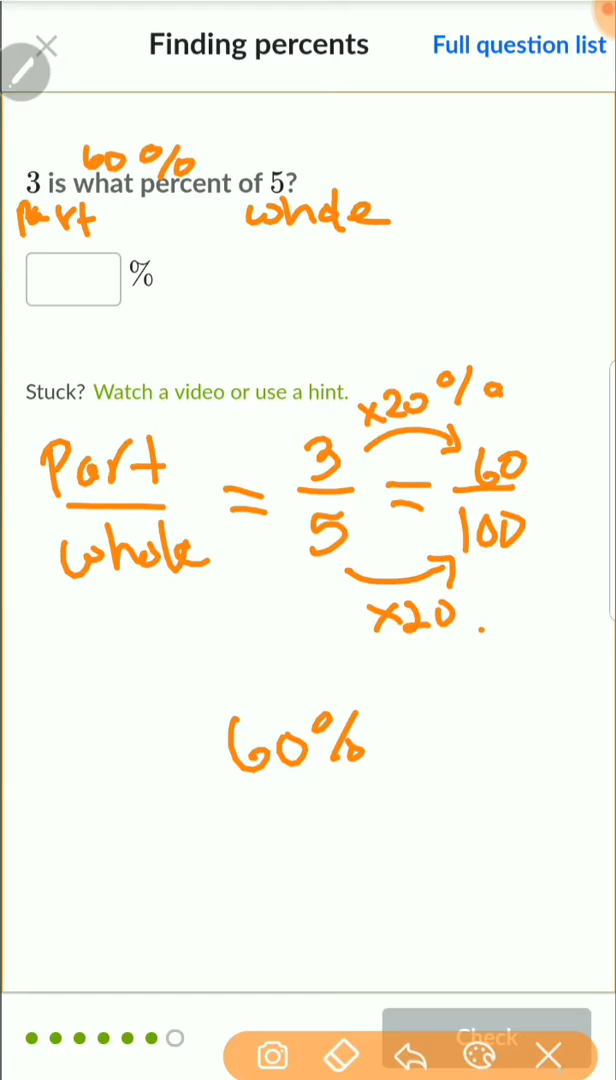 Finding percents Full question list
60%
3 is what percent of 5?
Part whole
%
Stuck? Watch a video or use a hint.
×20 %
Part 3 60
= =
whole 5 100
×20.
60%
Check